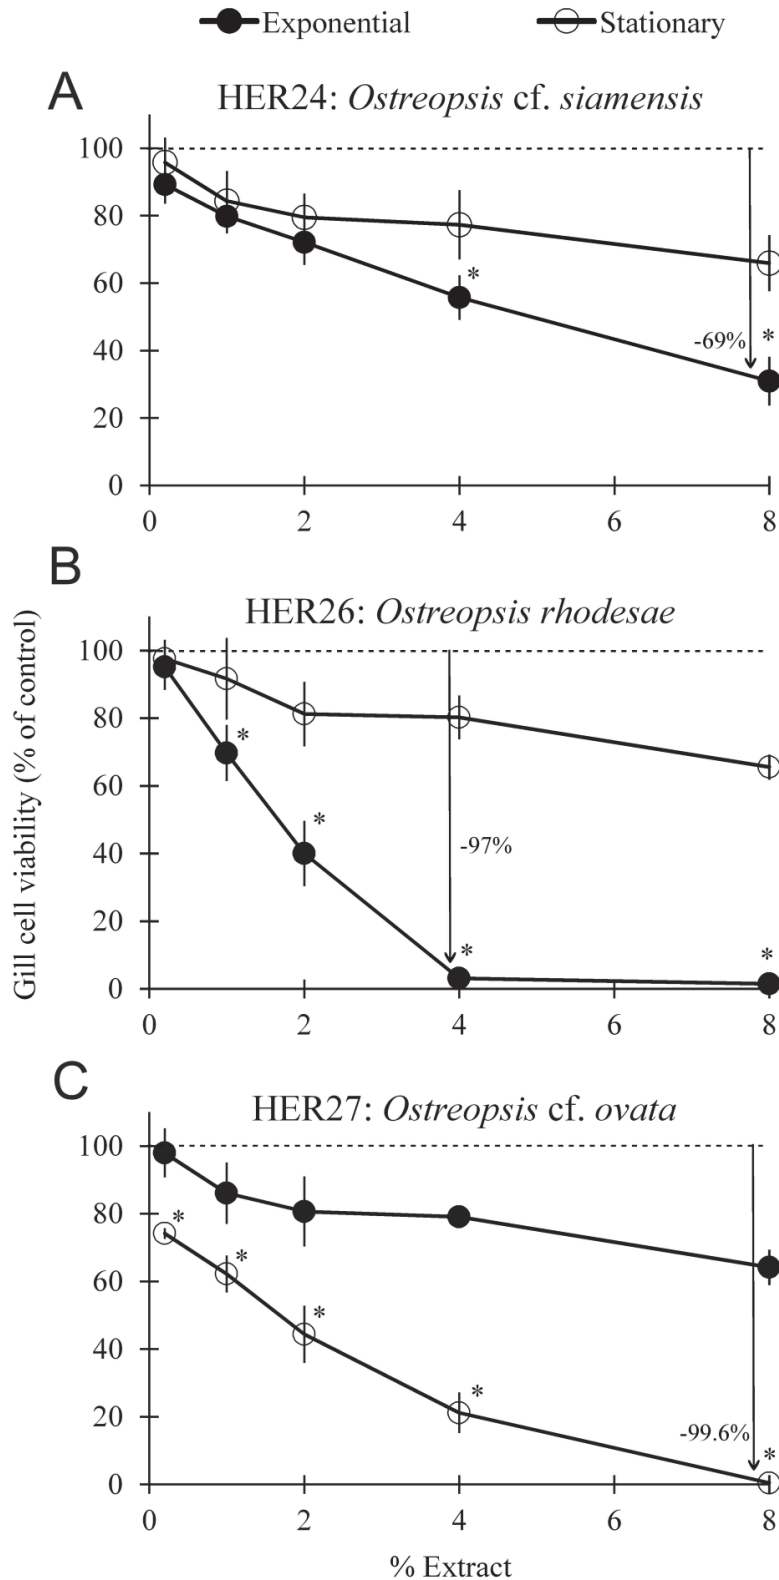 Exponential Stationary
A
HER24: Ostreopsis cf. siamensis
100
80
60
*
40
-69%
*
20
0
0 2 4 6 8
B
HER26: Ostreopsis rhodesae
100
80
*
60
*
40
-97%
20
*
*
0
0 2 4 6 8
Gill cell viability (% of control)
C
HER27: Ostreopsis cf. ovata
100
80
*
*
60
*
40
*
20
-99.6%
*
0
0 2 4 6 8
% Extract